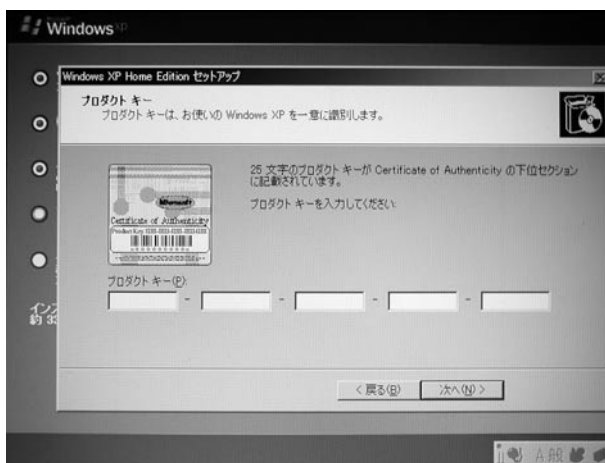 Windows xp
Windows XP Home Edition セットアップ
プロダクト キー
プロダクト キーは、お使いの Windows XP を一意に識別します。
25 文字のプロダクト キーが Certificate of Authenticity の下位セクション
に記載されています。
プロダクト キーを入力してください:
Microsoft
Certificate of Authenticity
プロダクト キー(P):
- - - -
約 33
< 戻る(B) 次へ(N) >
A 般